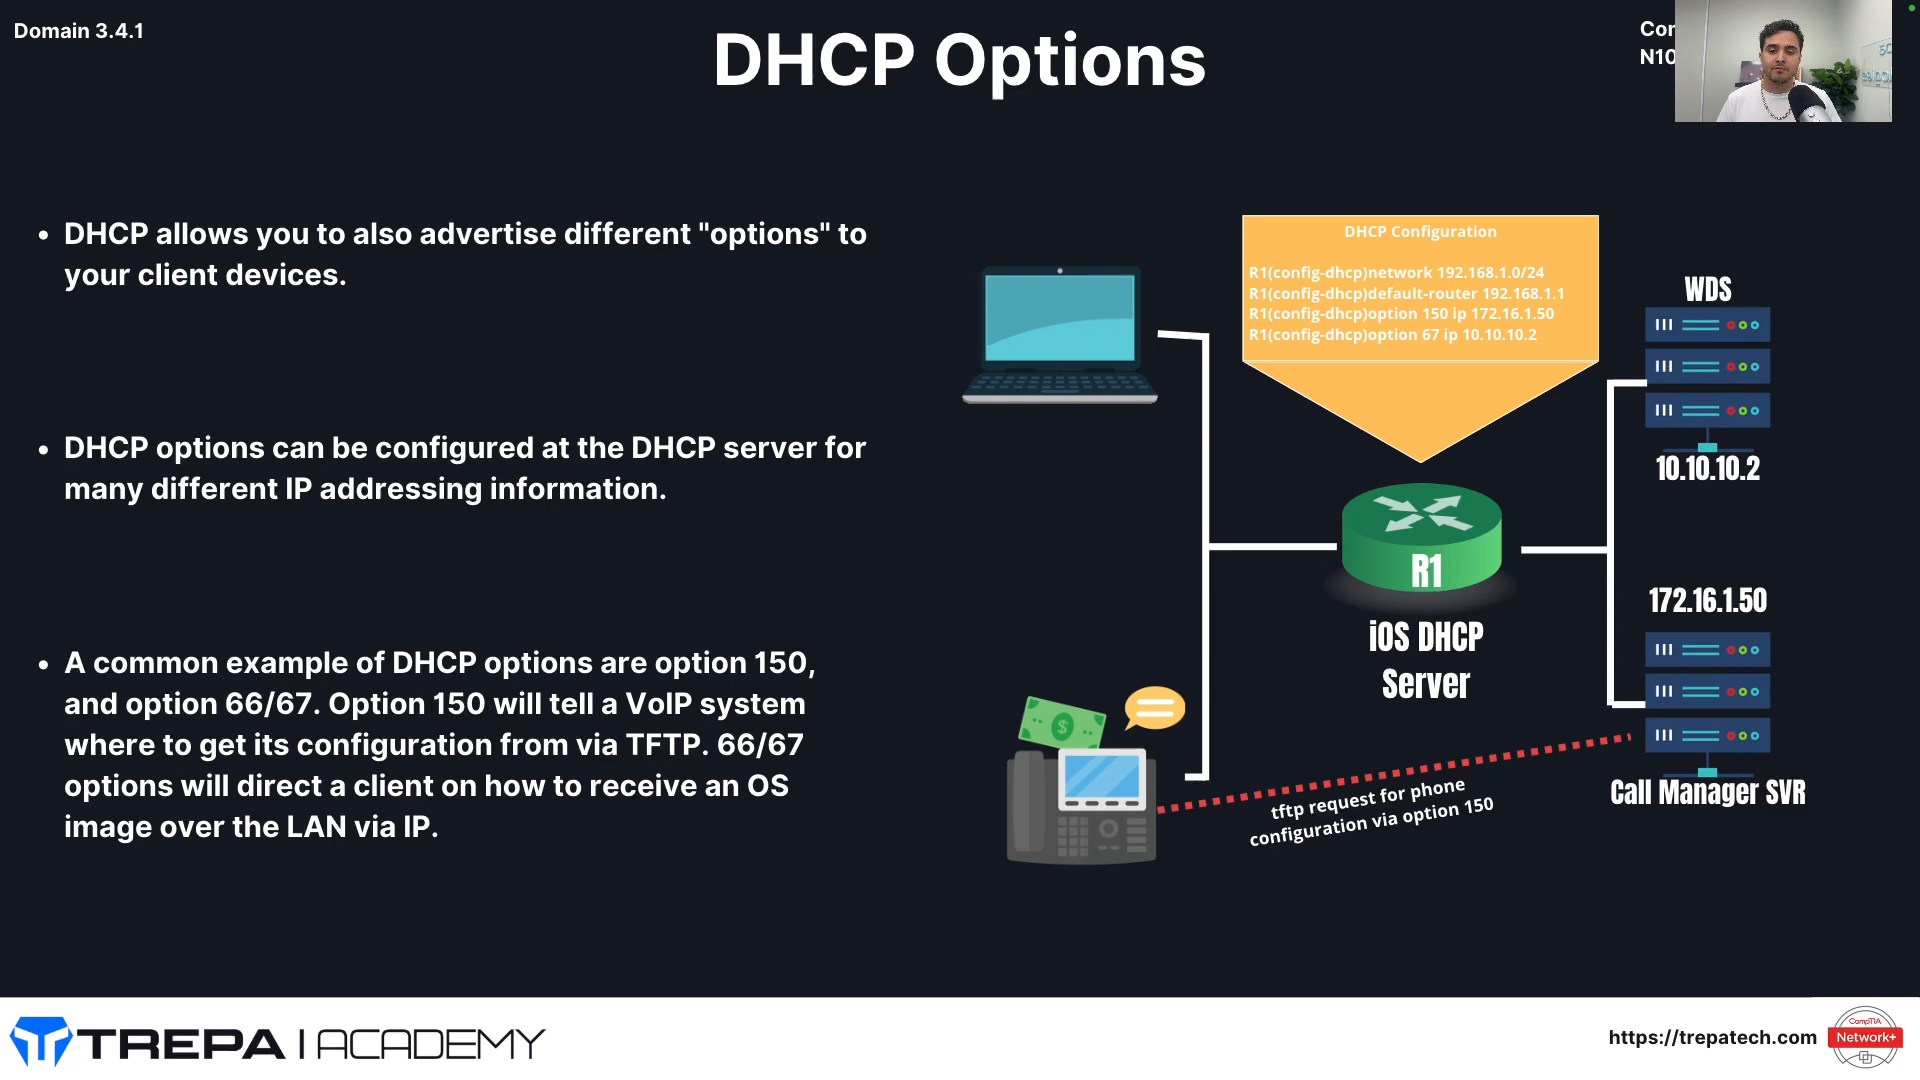 Domain 3.4.1
DHCP Options
N10
• DHCP allows you to also advertise different "options" to
your client devices.
• DHCP options can be configured at the DHCP server for
many different IP addressing information.
• A common example of DHCP options are option 150,
and option 66/67. Option 150 will tell a VoIP system
where to get its configuration from via TFTP. 66/67
options will direct a client on how to receive an OS
image over the LAN via IP.
DHCP Configuration
R1(config-dhcp)network 192.168.1.0/24
R1(config-dhcp)default-router 192.168.1.1
R1(config-dhcp)option 150 ip 172.16.1.50
R1(config-dhcp)option 67 ip 10.10.10.2
WDS
10.10.10.2
R1
iOS DHCP
Server
172.16.1.50
Call Manager SVR
tftp request for phone
configuration via option 150
TREPA | ACADEMY
https://trepatech.com
CompTIA
Network+